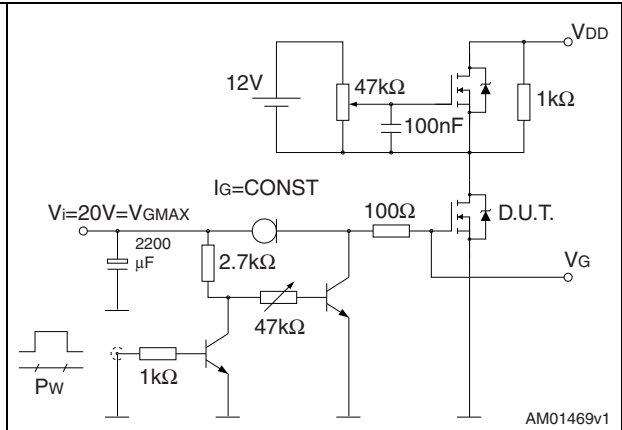 VDD
12V
47kΩ
1kΩ
100nF
IG=CONST
Vi=20V=VGMAX
100Ω
D.U.T.
2200
μF
2.7kΩ
VG
47kΩ
1kΩ
PW
AM01469v1